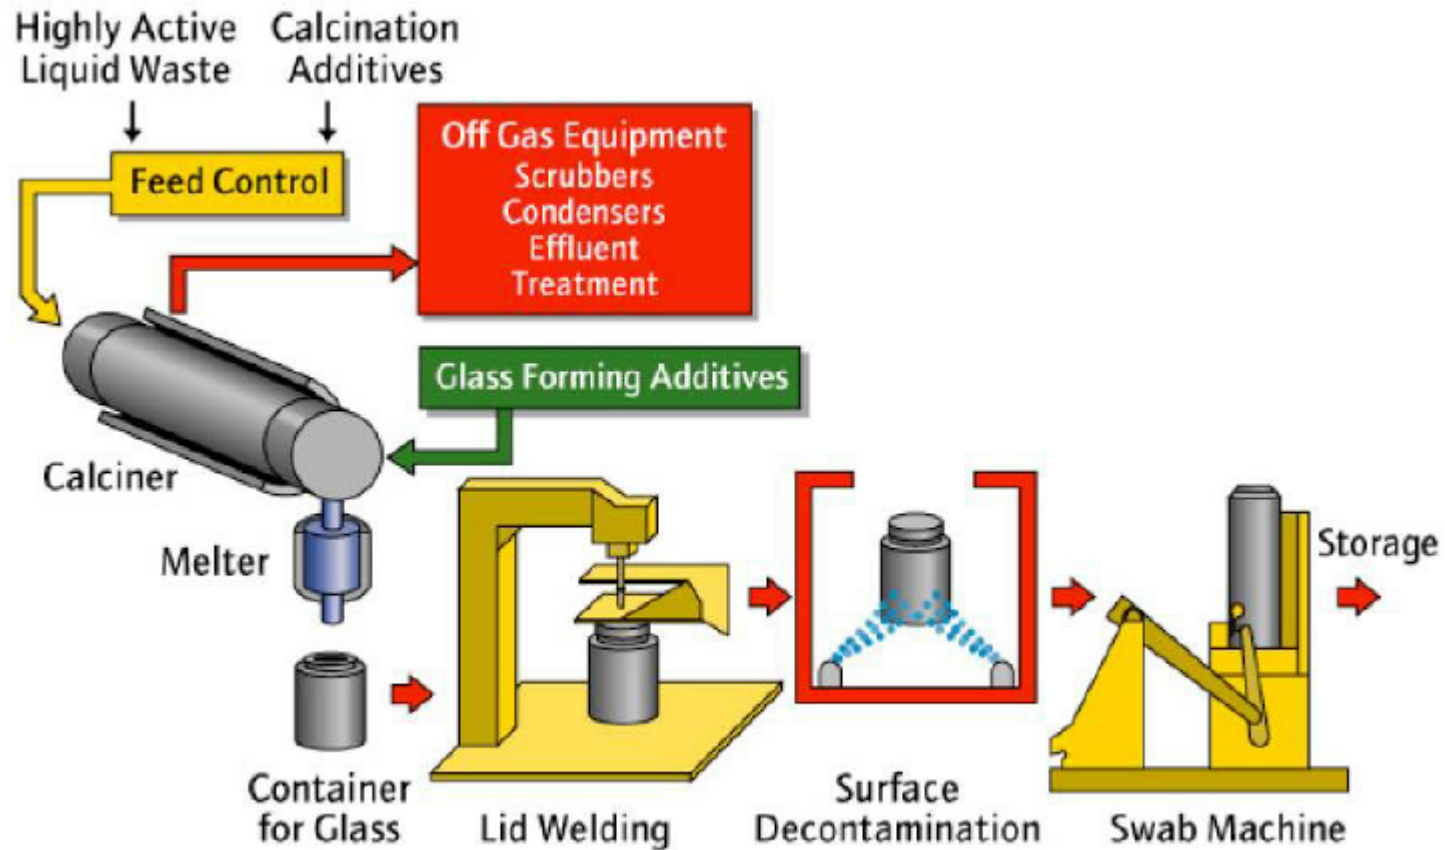 Highly Active
Liquid Waste
Calcination
Additives
Feed Control
Off Gas Equipment
Scrubbers
Condensers
Effluent
Treatment
Glass Forming Additives
Calciner
Melter
Storage
Container
for Glass
Lid Welding
Surface
Decontamination
Swab Machine